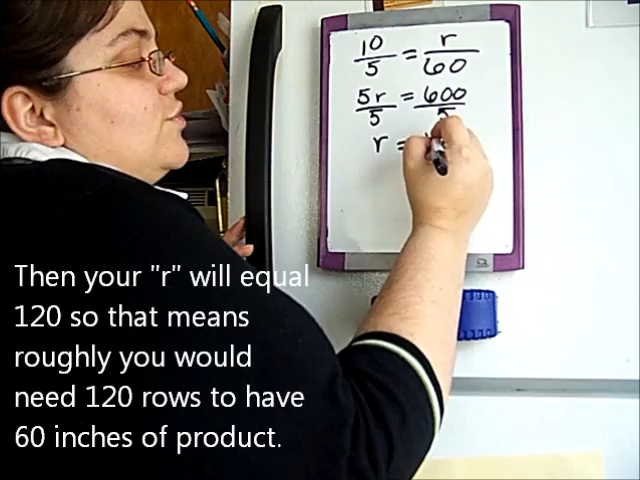 10/5 = r/60
5r/5 = 600/5
r =
Then your "r" will equal
120 so that means
roughly you would
need 120 rows to have
60 inches of product.